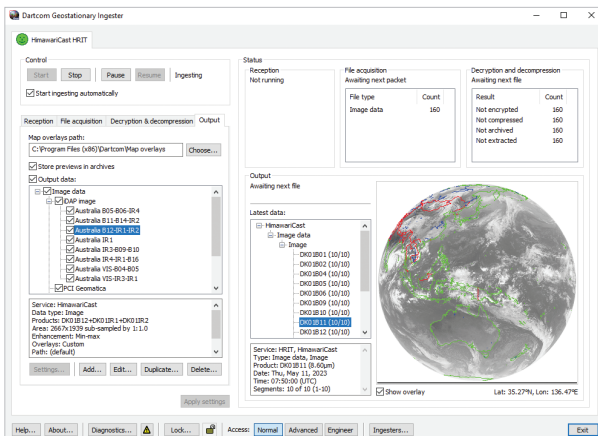 Dartcom Geostationary Ingester
HimawariCast HRIT
Control
Start Stop Pause Resume Ingesting
Start ingesting automatically
Reception File acquisition Decryption & decompression Output
Map overlays path:
C:\Program Files (x86)\Dartcom\Map overlays Choose...
Store previews in archives
Output data:
Image data
iDAP image
Australia B05-B06-IR4
Australia B11-B14-IR2
Australia B12-IR1-IR2
Australia IR1
Australia IR3-B09-B10
Australia IR4-IR1-B16
Australia VIS-B04-B05
Australia VIS-IR3-IR1
PCI Geomatica
Service: HimawariCast
Data type: Image
Products: DK01B12+DK01IR1+DK01IR2
Area: 2667x1939 sub-sampled by 1:1.0
Enhancement: Min-max
Overlays: Custom
Path: (default)
Settings... Add... Edit... Duplicate... Delete...
Apply settings
Status
Reception
Not running
File acquisition
Awaiting next packet
File type Count
Image data 160
Decryption and decompression
Awaiting next file
Result Count
Not encrypted 160
Not compressed 160
Not archived 160
Not extracted 160
Output
Awaiting next file
Latest data:
HimawariCast
Image data
Image
DK01B01 (10/10)
DK01B02 (10/10)
DK01B03 (10/10)
DK01B05 (10/10)
DK01B06 (10/10)
DK01B09 (10/10)
DK01B10 (10/10)
DK01B11 (10/10)
DK01B12 (10/10)
Service: HRIT, HimawariCast
Type: Image data, Image
Product: DK01B11 (8.60µm)
Date: Thu, May 11, 2023
Time: 07:50:00 (UTC)
Segments: 10 of 10 (1-10)
Show overlay Lat: 35.27°N, Lon: 136.47°E
Help... About... Diagnostics... Lock... Access: Normal Advanced Engineer Ingesters... Exit